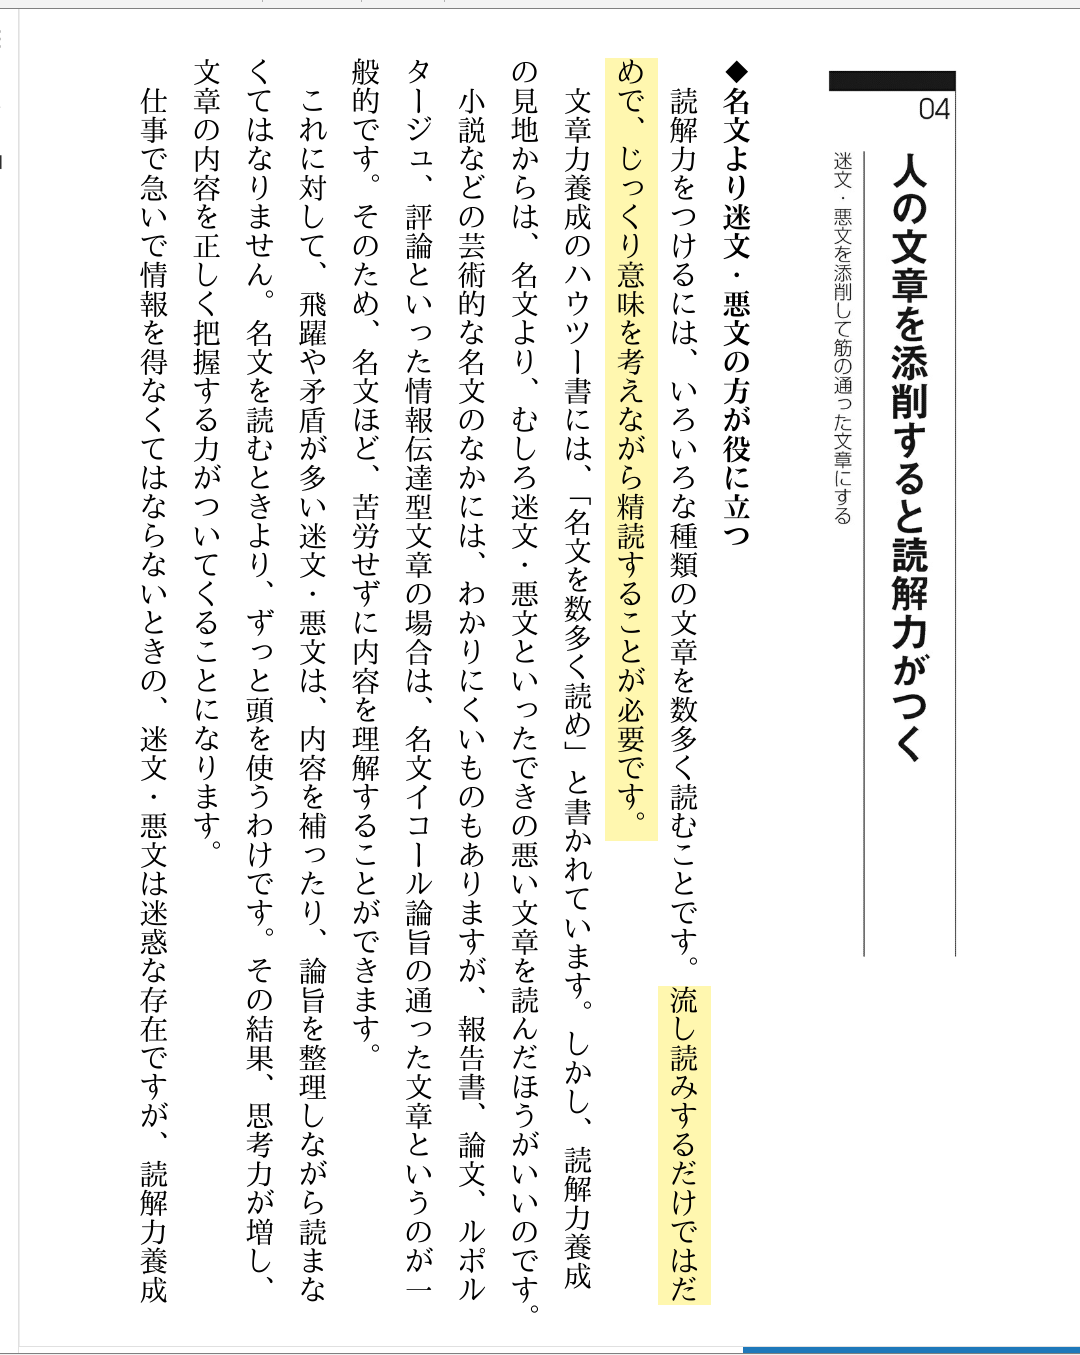 04
人の文章を添削すると読解力がつく
迷文・悪文を添削して筋の通った文章にする
◆名文より迷文・悪文の方が役に立つ
読解力をつけるには、いろいろな種類の文章を数多く読むことです。流し読みするだけではだ
めで、じっくり意味を考えながら精読することが必要です。
文章力養成のハウツー書には、「名文を数多く読め」と書かれています。しかし、読解力養成
の見地からは、名文より、むしろ迷文・悪文といったできの悪い文章を読んだほうがいいのです。
小説などの芸術的な名文のなかには、わかりにくいものもありますが、報告書、論文、ルポル
タージュ、評論といった情報伝達型文章の場合は、名文イコール論旨の通った文章というのが一
般的です。そのため、名文ほど、苦労せずに内容を理解することができます。
これに対して、飛躍や矛盾が多い迷文・悪文は、内容を補ったり、論旨を整理しながら読まな
くてはなりません。名文を読むときより、ずっと頭を使うわけです。その結果、思考力が増し、
文章の内容を正しく把握する力がついてくることになります。
仕事で急いで情報を得なくてはならないときの、迷文・悪文は迷惑な存在ですが、読解力養成